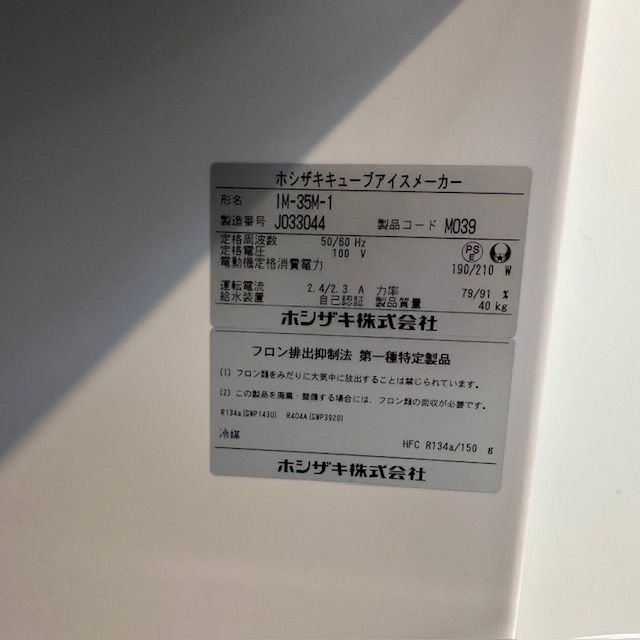 ホシザキキューブアイスメーカー
形名 IM-35M-1
製造番号 J033044 製品コード M039
定格周波数 50/60 Hz
定格電圧 100 V
電動機定格消費電力 190/210 W
PS E
運転電流 2.4/2.3 A 力率 79/91 %
給水装置 自己認証 製品質量 40 kg
ホシザキ株式会社
フロン排出抑制法 第一種特定製品
(1) フロン類をみだりに大気中に放出することは禁じられています。
(2) この製品を廃棄・整備する場合には、フロン類の回収が必要です。
R134a(GWP1430) R404A(GWP3920)
冷媒 HFC R134a/150 g
ホシザキ株式会社